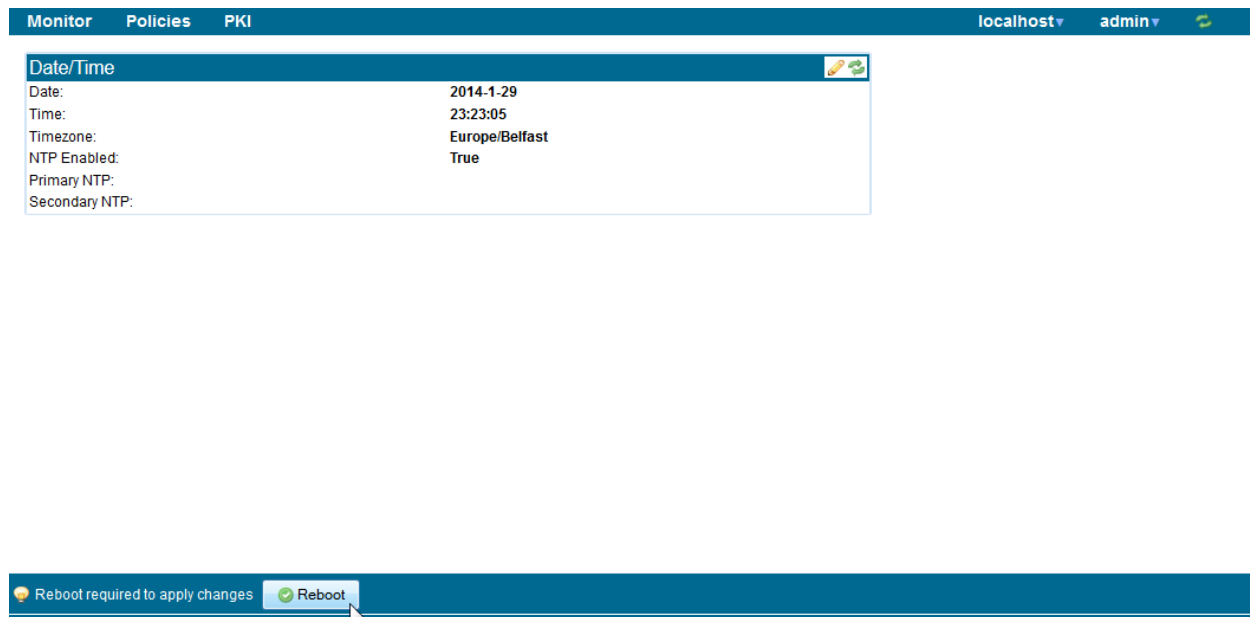 Monitor Policies PKI localhost admin
Date/Time
Date: 2014-1-29
Time: 23:23:05
Timezone: Europe/Belfast
NTP Enabled: True
Primary NTP:
Secondary NTP:
Reboot required to apply changes Reboot